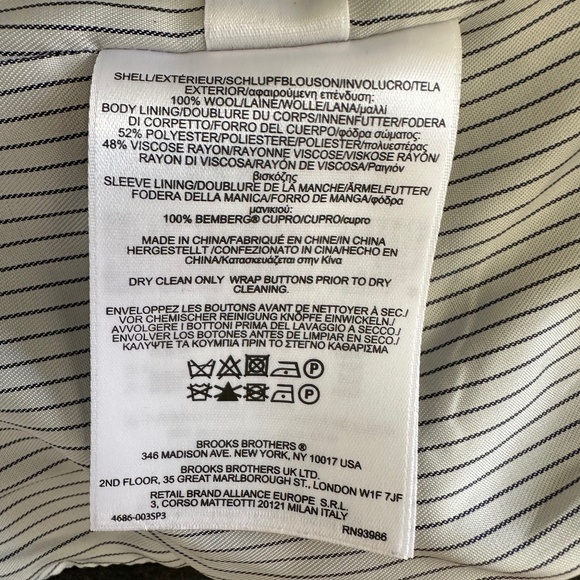 SHELL/EXTÉRIEUR/SCHLUPFBLOUSON/INVOLUCRO/TELA
EXTERIOR/αφαιρούμενη επένδυση:
100% WOOL/LAINE/WOLLE/LANA/μαλλί
BODY LINING/DOUBLURE DU CORPS/INNENFUTTER/FODERA
DI CORPETTO/FORRO DEL CUERPO/φόδρα σώματος:
52% POLYESTER/POLIESTERE/POLYESTER/πολυεστέρας
48% VISCOSE RAYON/RAYONNE VISCOSE/VISKOSE RAYON/
RAYON DI VISCOSA/RAYON DE VISCOSA/Ραιγιόν
βισκόζης
SLEEVE LINING/DOUBLURE DE LA MANCHE/ÄRMELFUTTER/
FODERA DELLA MANICA/FORRO DE MANGA/φόδρα
μανικιού:
100% BEMBERG® CUPRO/CUPRO/cupro
MADE IN CHINA/FABRIQUÉ EN CHINE/IN CHINA
HERGESTELLT /CONFEZIONATO IN CINA/HECHO EN
CHINA/Κατασκευάζεται στην Κίνα
DRY CLEAN ONLY WRAP BUTTONS PRIOR TO DRY
CLEANING.
ENVELOPPEZ LES BOUTONS AVANT DE NETTOYER À SEC./
VOR CHEMISCHER REINIGUNG KNÖPFE EINWICKELN./
AVVOLGERE I BOTTONI PRIMA DEL LAVAGGIO A SECCO./
ENVOLVER LOS BOTONES ANTES DE LIMPIAR EN SECO./
ΚΑΛΥΨΤΕ ΤΑ ΚΟΥΜΠΙΑ ΠΡΙΝ ΤΟ ΣΤΕΓΝΟ ΚΑΘΑΡΙΣΜΑ
BROOKS BROTHERS ®
346 MADISON AVE. NEW YORK, NY 10017 USA
BROOKS BROTHERS UK LTD.
2ND FLOOR, 35 GREAT MARLBOROUGH ST., LONDON W1F 7JF
RETAIL BRAND ALLIANCE EUROPE S.R.L.
3, CORSO MATTEOTTI 20121 MILAN ITALY
4686-003SP3 RN93986